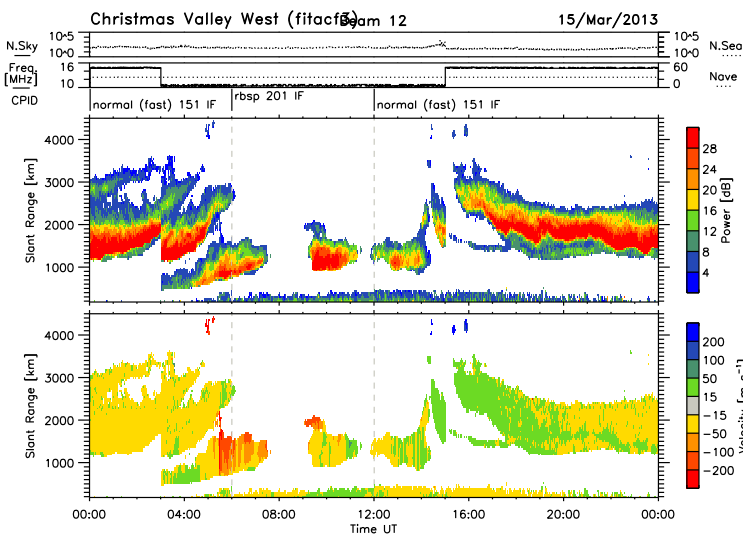 Christmas Valley West (fitacf3) Beam 12 15/Mar/2013
N.Sky 10^5 10^0 10^5 10^0 N.Sea
Freq. [MHz] 16 10 60 0 Nave
CPID normal (fast) 151 IF rbsp 201 IF normal (fast) 151 IF
Slant Range [km] 4000 3000 2000 1000
Power [dB] 28 24 20 16 12 8 4
Slant Range [km] 4000 3000 2000 1000
Velocity [m s⁻¹] 200 100 50 15 -15 -50 -100 -200
00:00 04:00 08:00 12:00 16:00 20:00 00:00
Time UT